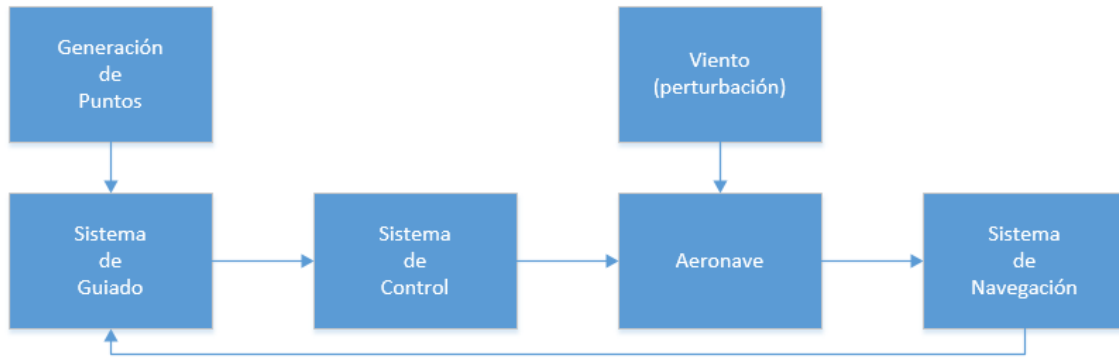 Generación
de
Puntos
Viento
(perturbación)
Sistema
de
Guiado
Sistema
de
Control
Aeronave
Sistema
de
Navegación